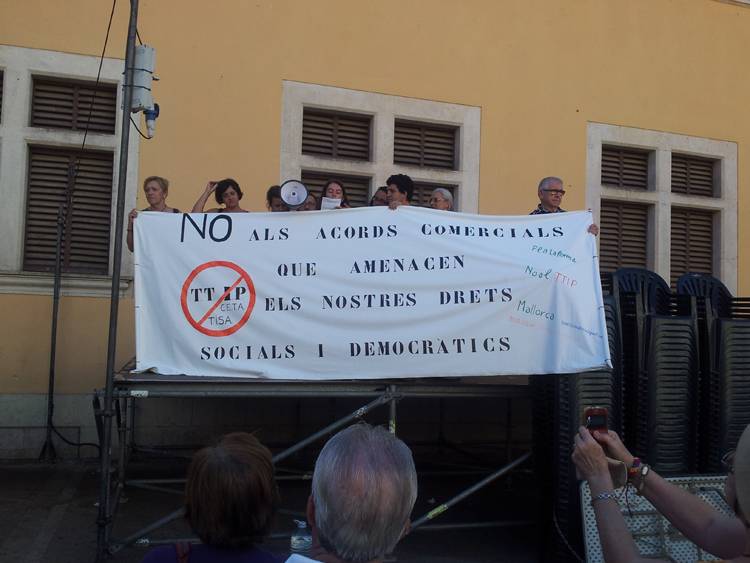 NO ALS ACORDS COMERCIALS
QUE AMENACEN
ELS NOSTRES DRETS
SOCIALS I DEMOCRÀTICS
TTIP
CETA
TISA
Plataforma
No al TTIP
Mallorca